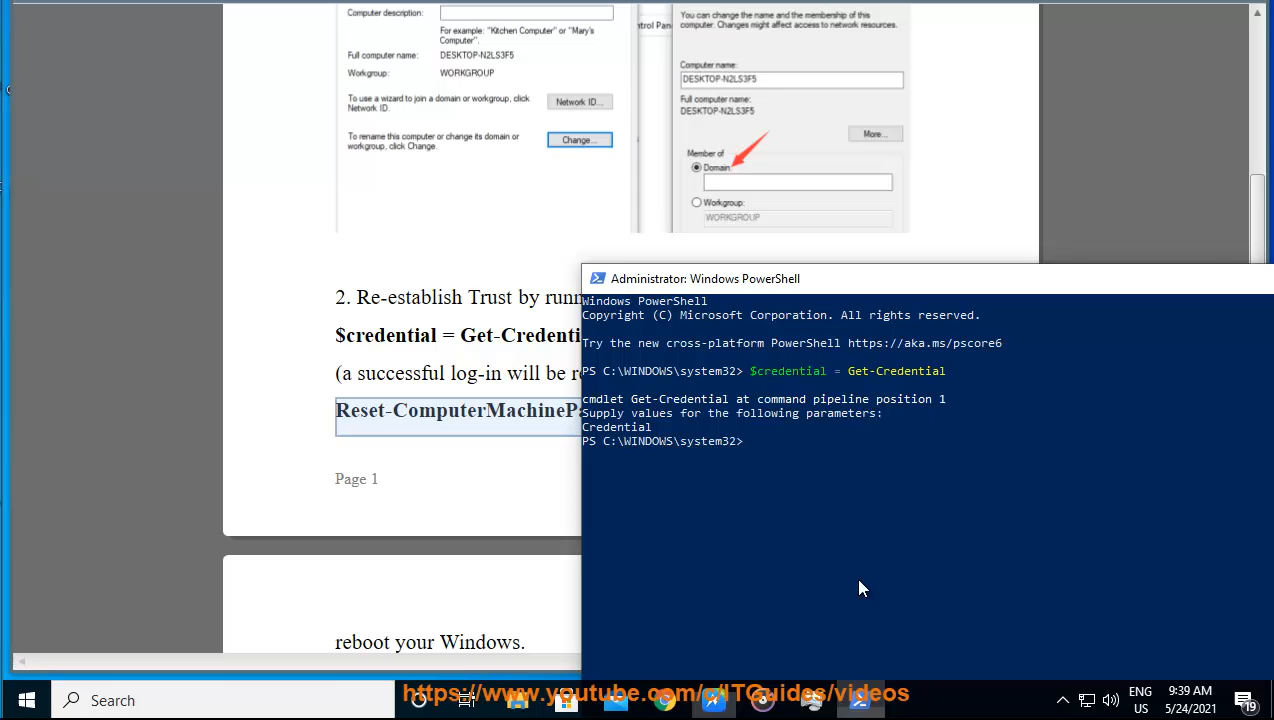 Computer description:
For example: "Kitchen Computer" or "Mary's
Computer".
Full computer name: DESKTOP-N2LS3F5
Workgroup: WORKGROUP
To use a wizard to join a domain or workgroup, click
Network ID.
Network ID...
To rename this computer or change its domain or
workgroup, click Change.
Change...
ntrol Pan
You can change the name and the membership of this
computer. Changes might affect access to network resources.
Computer name:
DESKTOP-N2LS3F5
Full computer name:
DESKTOP-N2LS3F5
More...
Member of
Domain:
Workgroup:
WORKGROUP
2. Re-establish Trust by runn
$credential = Get-Credenti
(a successful log-in will be re
Reset-ComputerMachinePa
Page 1
reboot your Windows.
Administrator: Windows PowerShell
Windows PowerShell
Copyright (C) Microsoft Corporation. All rights reserved.
Try the new cross-platform PowerShell https://aka.ms/pscore6
PS C:\WINDOWS\system32> $credential = Get-Credential
cmdlet Get-Credential at command pipeline position 1
Supply values for the following parameters:
Credential
PS C:\WINDOWS\system32>
Search
ENG
US
9:39 AM
5/24/2021
19